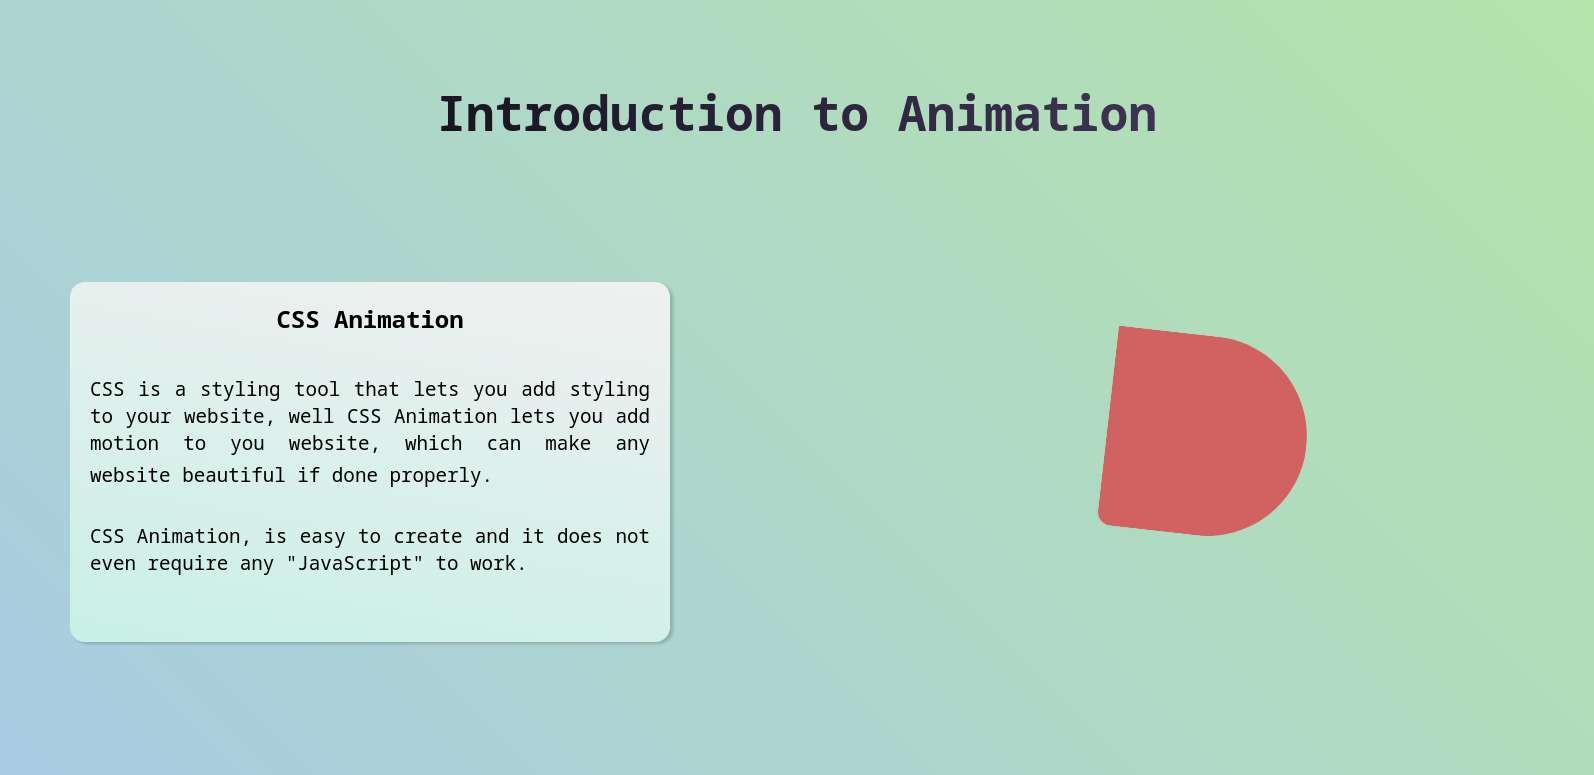 Introduction to Animation
CSS Animation
CSS is a styling tool that lets you add styling
to your website, well CSS Animation lets you add
motion to you website, which can make any
website beautiful if done properly.
CSS Animation, is easy to create and it does not
even require any "JavaScript" to work.